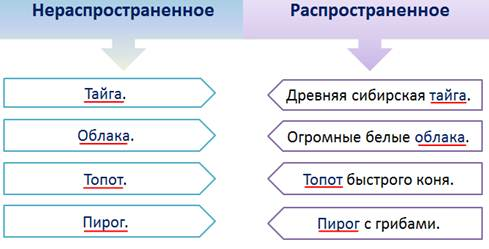 Нераспространенное Распространенное
Тайга. Древняя сибирская тайга.
Облака. Огромные белые облака.
Топот. Топот быстрого коня.
Пирог. Пирог с грибами.